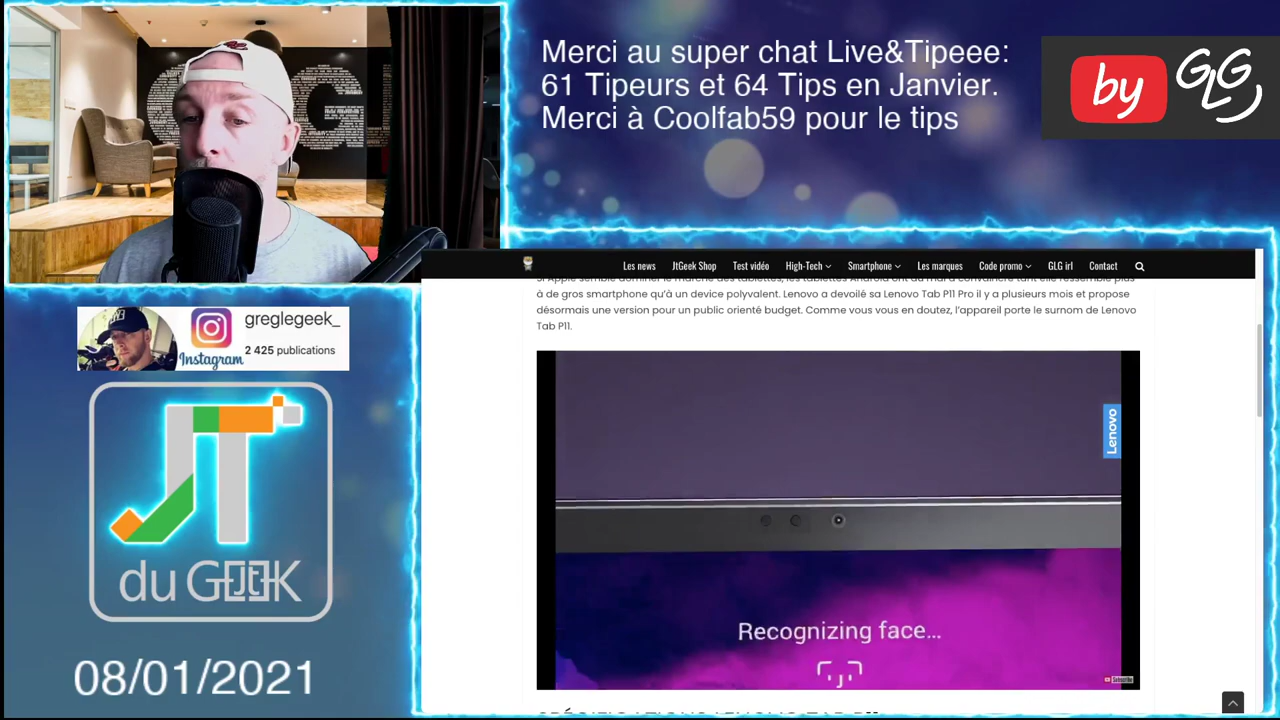 Merci au super chat Live&Tipeee:
61 Tipeurs et 64 Tips en Janvier.
Merci à Coolfab59 pour le tips
by GLG
Les news JtGeek Shop Test vidéo High-Tech Smartphone Les marques Code promo GLG irl Contact
à de gros smartphone qu'à un device polyvalent. Lenovo a devoilé sa Lenovo Tab P11 Pro il y a plusieurs mois et propose
désormais une version pour un public orienté budget. Comme vous vous en doutez, l'appareil porte le surnom de Lenovo
Tab P11.
Lenovo
Recognizing face...
Subscribe
greglegeek_
2 425 publications
Instagram
JT
du GEEK
08/01/2021